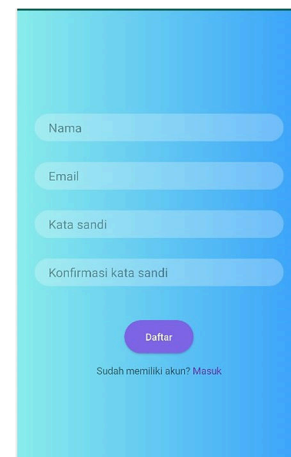 Nama
Email
Kata sandi
Konfirmasi kata sandi
Daftar
Sudah memiliki akun? Masuk